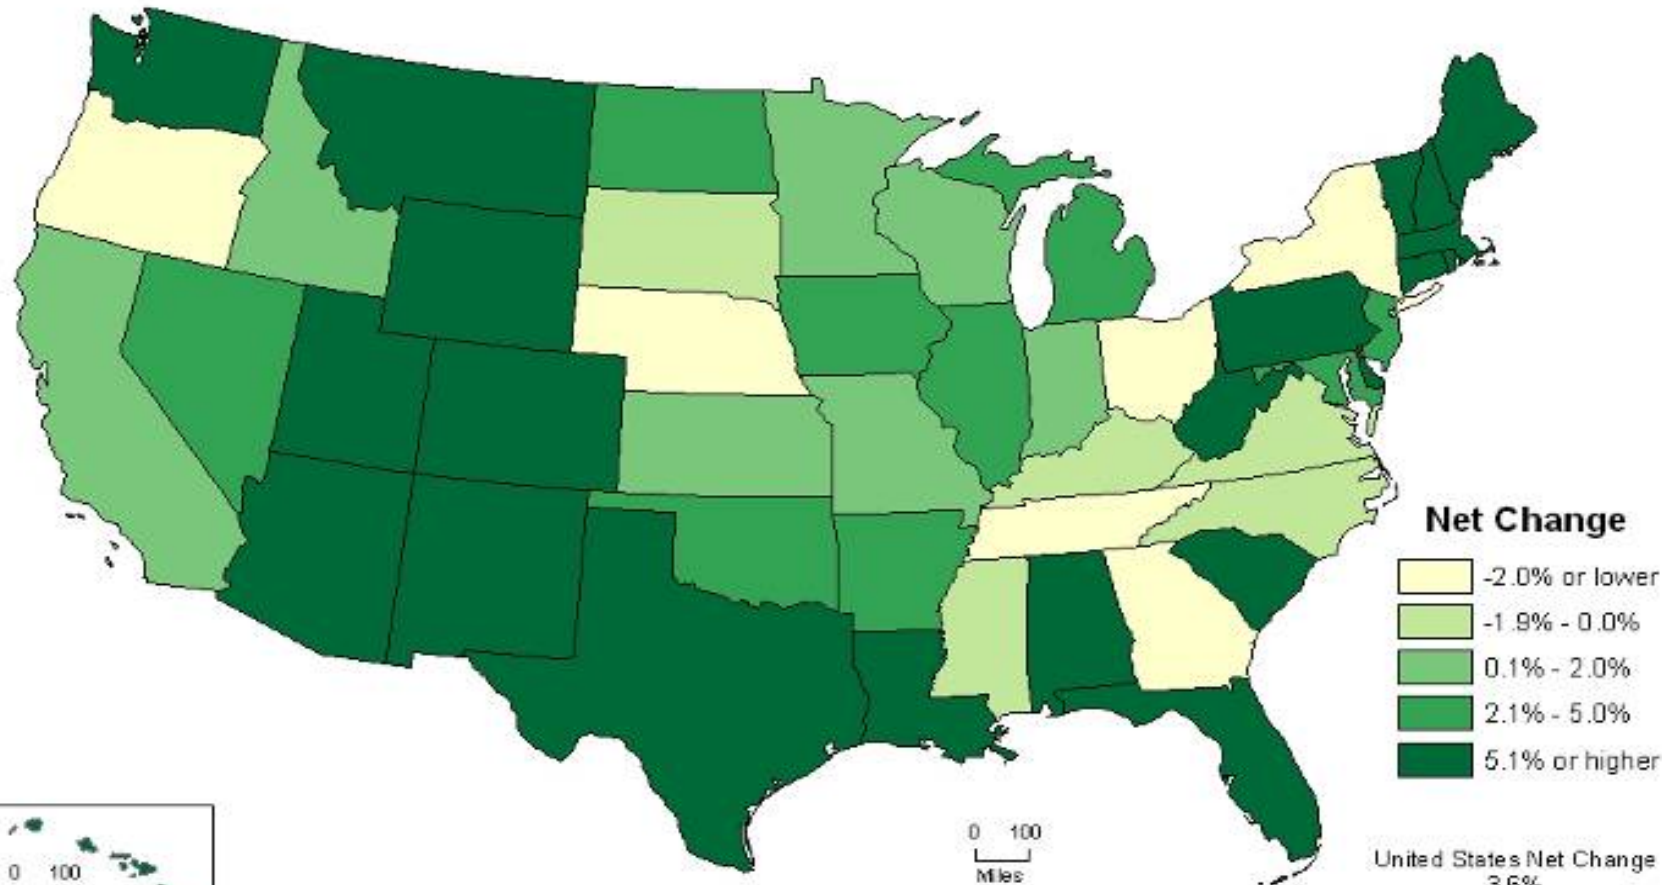 Net Change
-2.0% or lower
-1.9% - 0.0%
0.1% - 2.0%
2.1% - 5.0%
5.1% or higher
0 100
Miles
0 100
United States Net Change